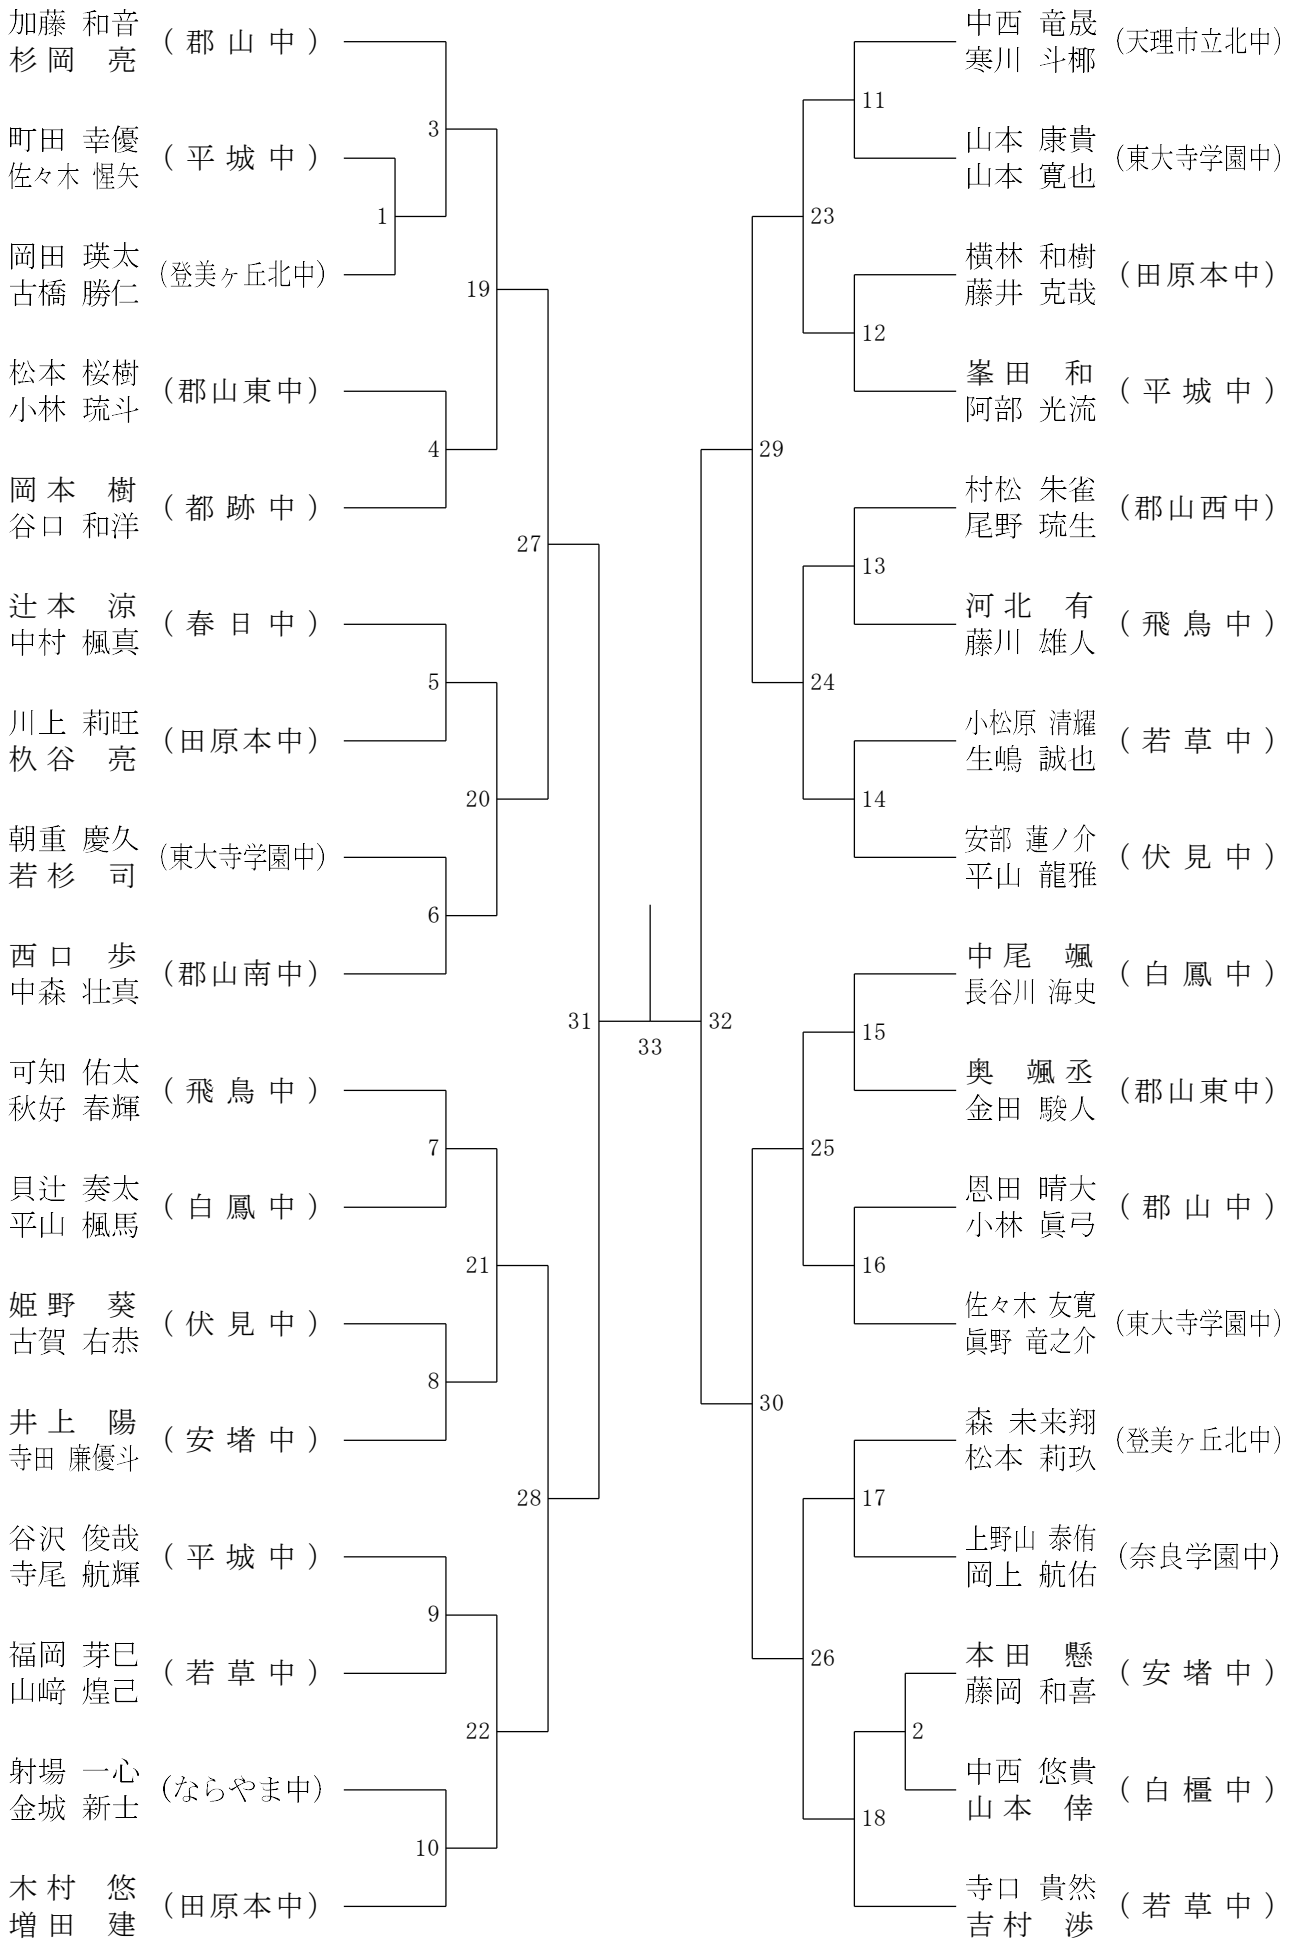 加藤 和音
杉岡 亮
(郡山中)
町田 幸優
佐々木 惺矢
(平城中)
岡田 瑛太
古橋 勝仁
(登美ヶ丘北中)
松本 桜樹
小林 琉斗
(郡山東中)
岡本 樹
谷口 和洋
(都跡中)
辻本 涼
中村 楓真
(春日中)
川上 莉旺
杦谷 亮
(田原本中)
朝重 慶久
若杉 司
(東大寺学園中)
西口 歩
中森 壮真
(郡山南中)
可知 佑太
秋好 春輝
(飛鳥中)
貝辻 奏太
平山 楓馬
(白鳳中)
姫野 葵
古賀 右恭
(伏見中)
井上 陽
寺田 廉優斗
(安堵中)
谷沢 俊哉
寺尾 航輝
(平城中)
福岡 芽巳
山﨑 煌己
(若草中)
射場 一心
金城 新士
(ならやま中)
木村 悠
増田 建
(田原本中)
1
3
4
5
6
7
8
9
10
19
20
21
22
27
28
31
33
32
29
30
23
24
25
26
11
12
13
14
15
16
17
2
18
中西 竜晟
寒川 斗椰
(天理市立北中)
山本 康貴
山本 寛也
(東大寺学園中)
横林 和樹
藤井 克哉
(田原本中)
峯田 和
阿部 光流
(平城中)
村松 朱雀
尾野 琉生
(郡山西中)
河北 有
藤川 雄人
(飛鳥中)
小松原 清耀
生嶋 誠也
(若草中)
安部 蓮ノ介
平山 龍雅
(伏見中)
中尾 颯
長谷川 海史
(白鳳中)
奥 颯丞
金田 駿人
(郡山東中)
恩田 晴大
小林 眞弓
(郡山中)
佐々木 友寛
眞野 竜之介
(東大寺学園中)
森 未来翔
松本 莉玖
(登美ヶ丘北中)
上野山 泰侑
岡上 航佑
(奈良学園中)
本田 懸
藤岡 和喜
(安堵中)
中西 悠貴
山本 倖
(白橿中)
寺口 貴然
吉村 渉
(若草中)